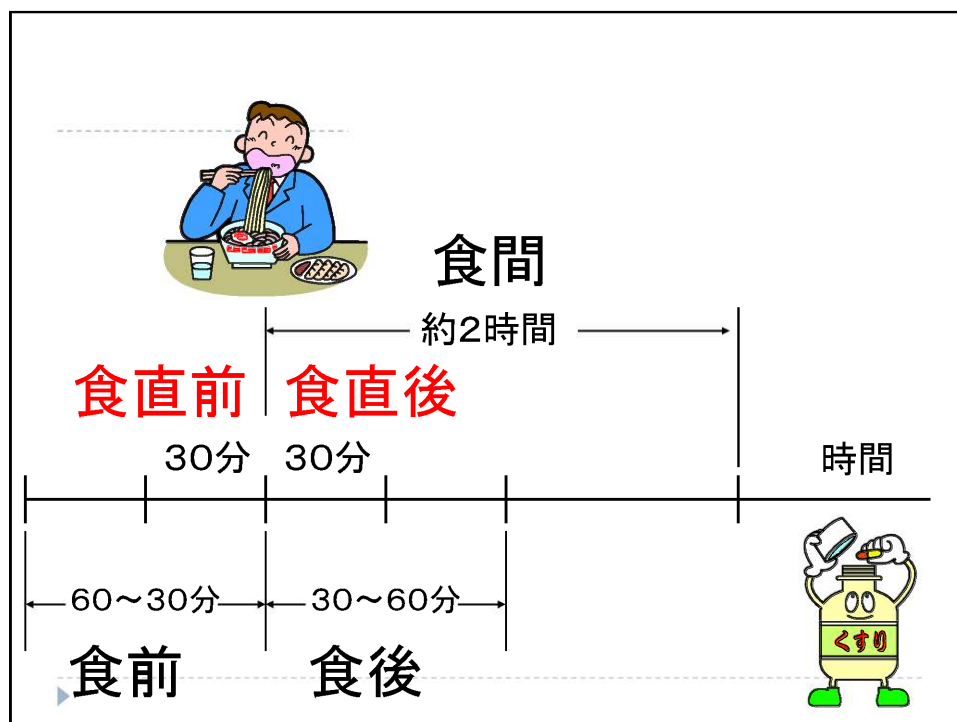 食間
約2時間
食直前 食直後
30分 30分
時間
60～30分 30～60分
くすり
食前 食後